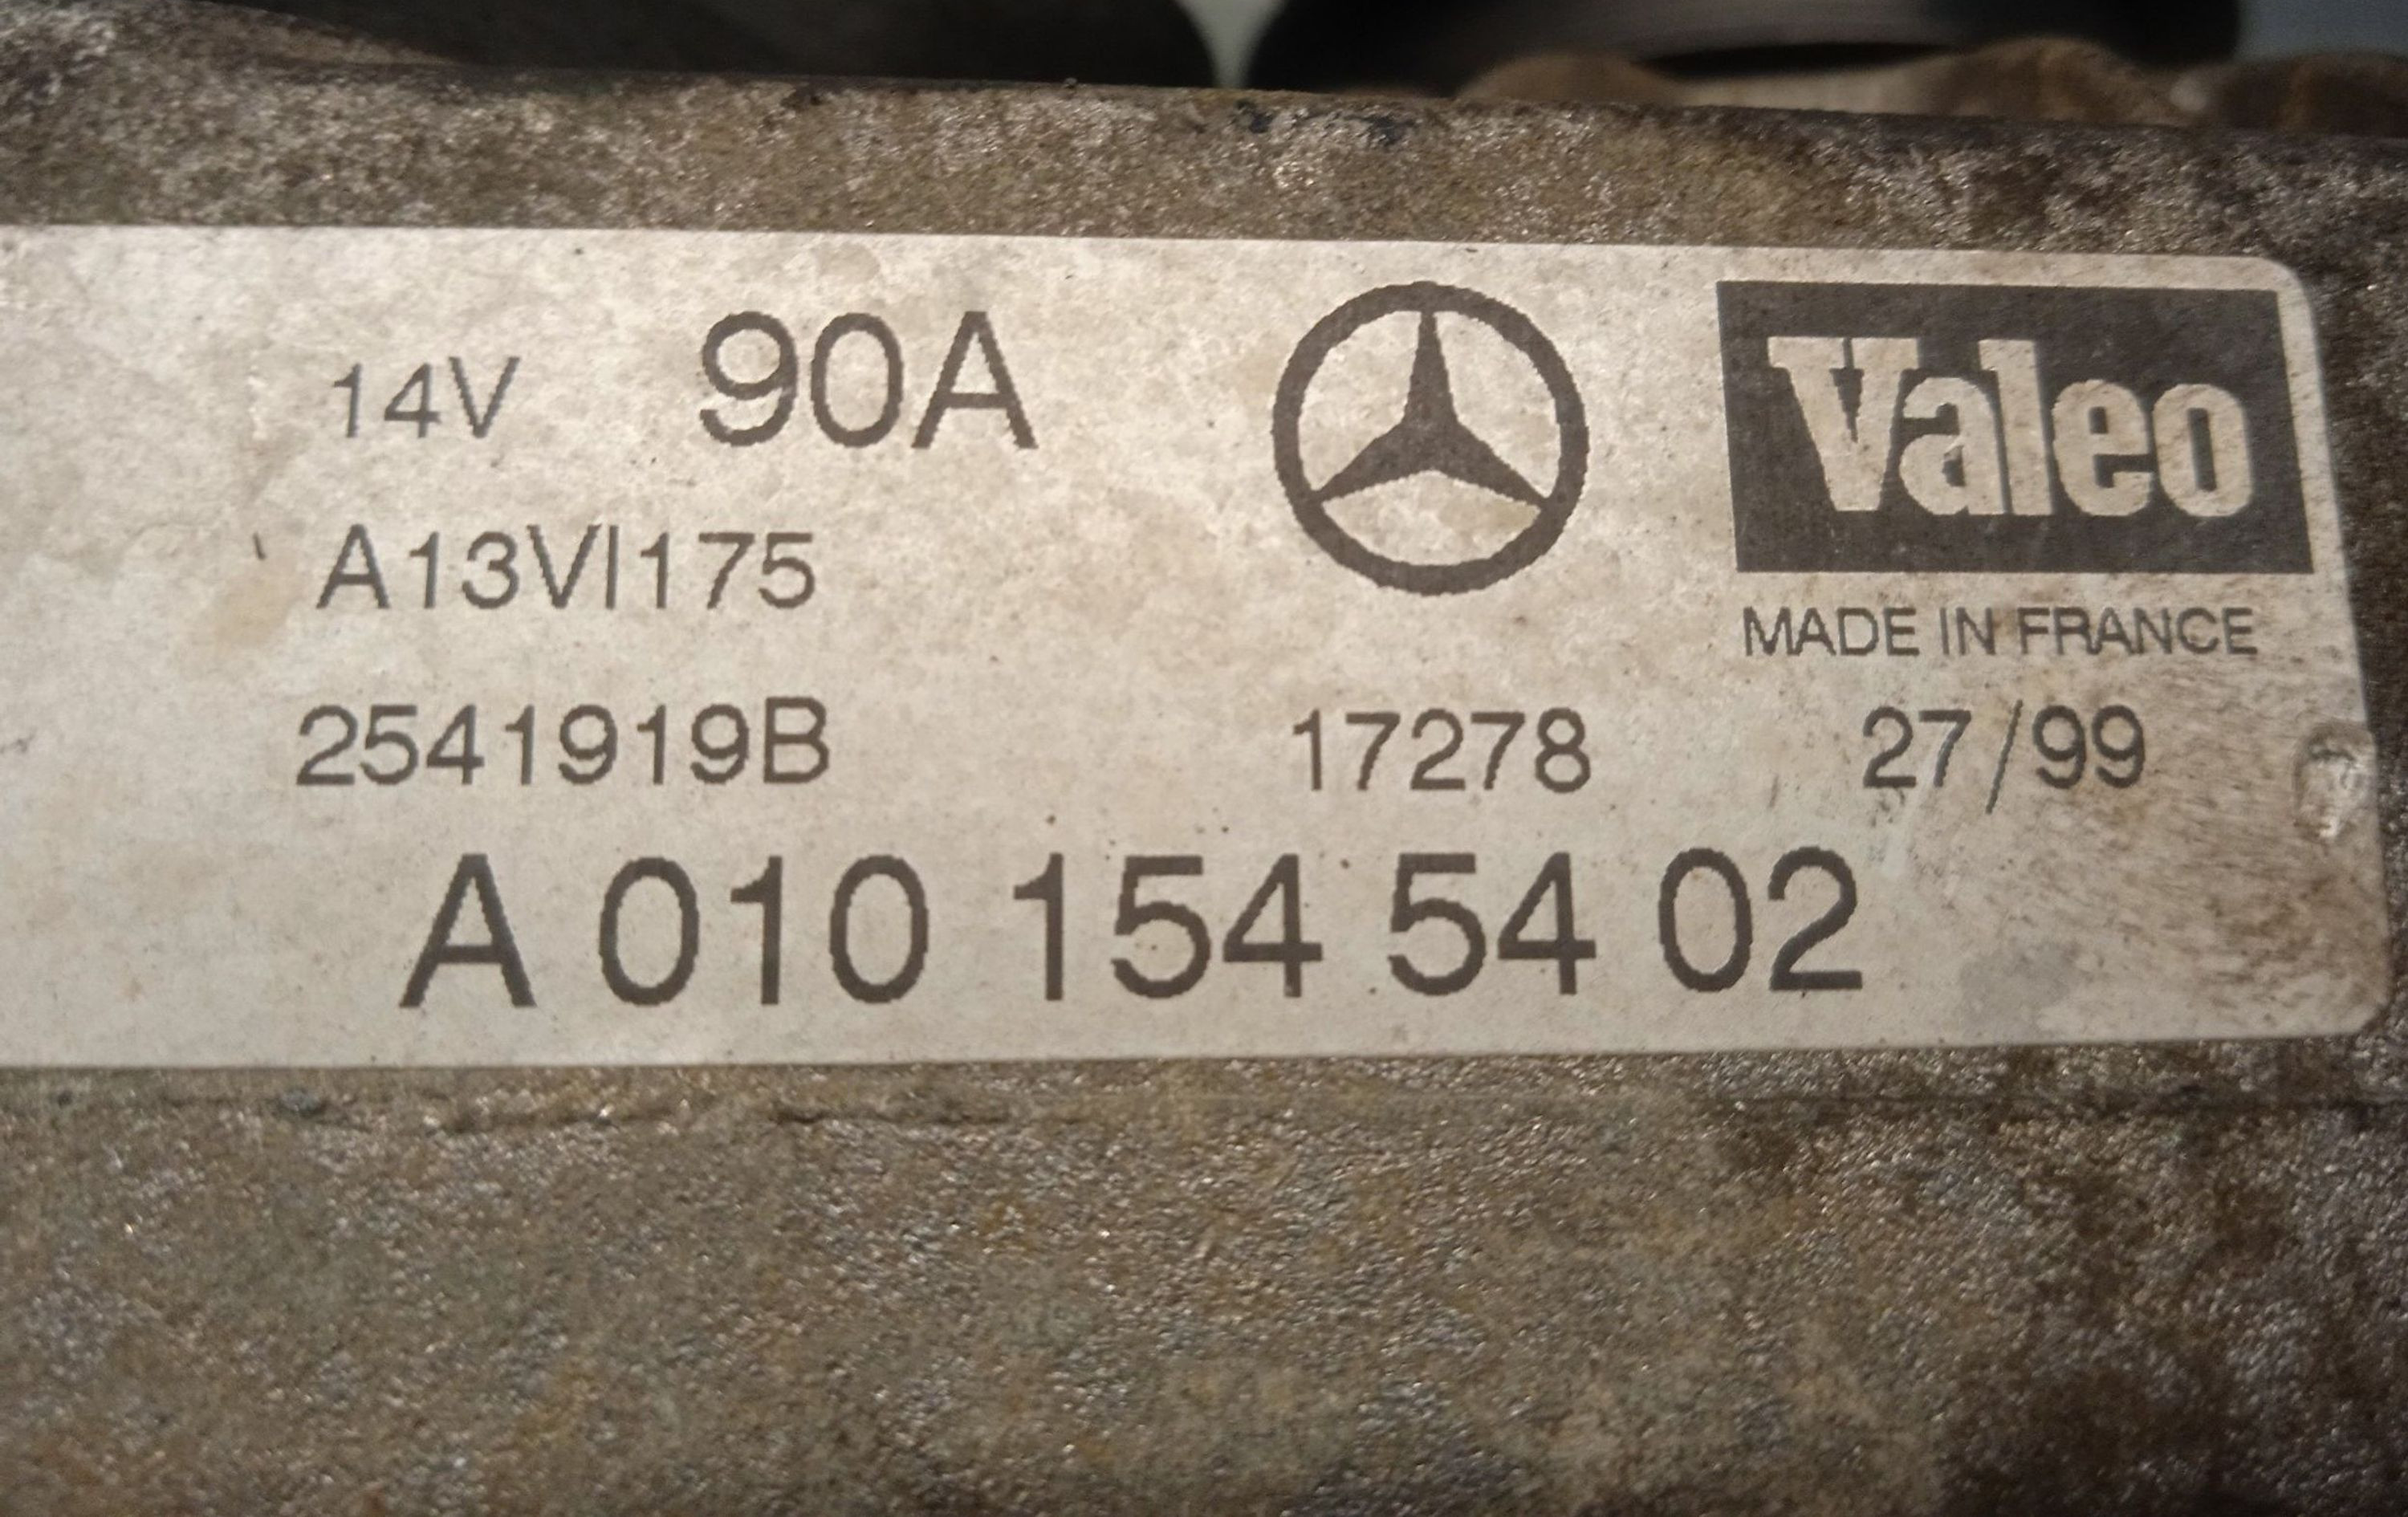 14V 90A Valeo
A13VI175 MADE IN FRANCE
2541919B 17278 27/99
A 010 154 54 02